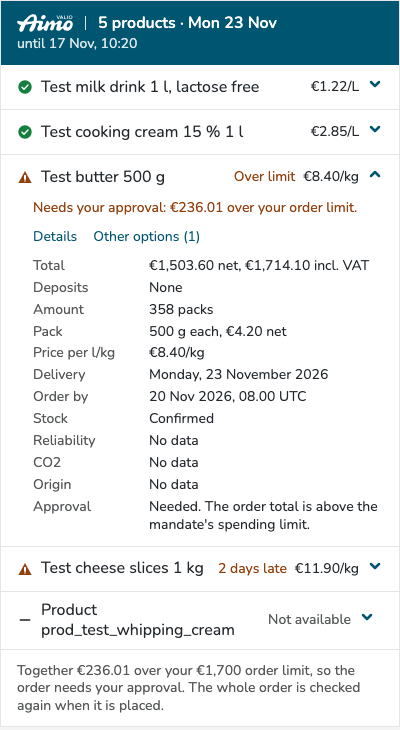 Aimo VALIO | 5 products · Mon 23 Nov
until 17 Nov, 10:20
Test milk drink 1 l, lactose free €1.22/L
Test cooking cream 15 % 1 l €2.85/L
Test butter 500 g Over limit €8.40/kg
Needs your approval: €236.01 over your order limit.
Details Other options (1)
Total €1,503.60 net, €1,714.10 incl. VAT
Deposits None
Amount 358 packs
Pack 500 g each, €4.20 net
Price per l/kg €8.40/kg
Delivery Monday, 23 November 2026
Order by 20 Nov 2026, 08.00 UTC
Stock Confirmed
Reliability No data
CO2 No data
Origin No data
Approval Needed. The order total is above the
mandate's spending limit.
Test cheese slices 1 kg 2 days late €11.90/kg
Product
prod_test_whipping_cream Not available
Together €236.01 over your €1,700 order limit, so the
order needs your approval. The whole order is checked
again when it is placed.